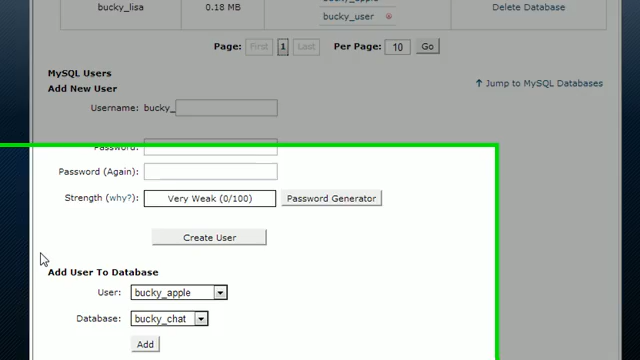 bucky_lisa 0.18 MB bucky_apple Delete Database
bucky_user
Page: First 1 Last Per Page: 10 Go
MySQL Users
Jump to MySQL Databases
Add New User
Username: bucky_
Password:
Password (Again):
Strength (why?): Very Weak (0/100) Password Generator
Create User
Add User To Database
User: bucky_apple
Database: bucky_chat
Add